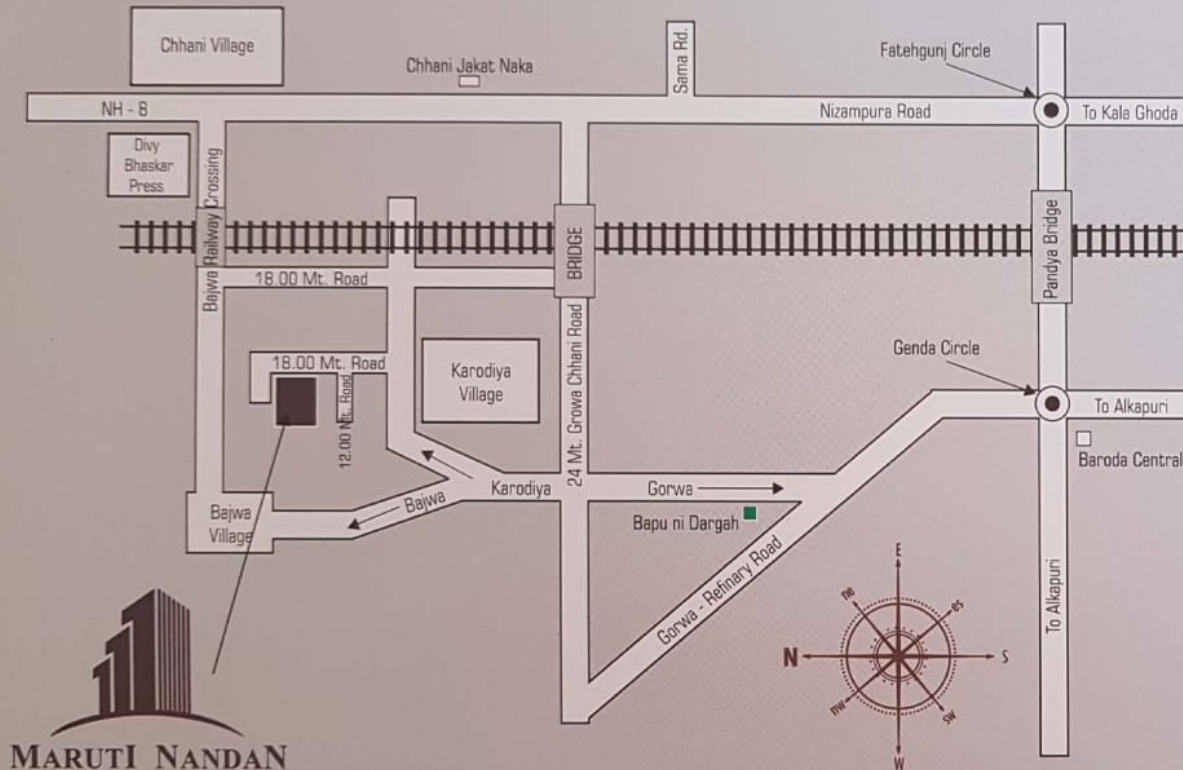 Chhani Village
Chhani Jakat Naka
Sama Rd.
Fatehgunj Circle
NH - 8
Nizampura Road
To Kala Ghoda
Divy
Bhaskar
Press
Bajwa Railway Crossing
BRIDGE
Pandya Bridge
18.00 Mt. Road
18.00 Mt. Road
12.00 Mt. Road
Karodiya
Village
24 Mt. Growa Chhani Road
Genda Circle
To Alkapuri
Baroda Central
Karodiya
Gorwa
Bajwa
Bajwa
Village
Bapu ni Dargah
Gorwa - Refinary Road
To Alkapuri
E
ne
es
N
S
nw
sw
W
MARUTI NANDAN